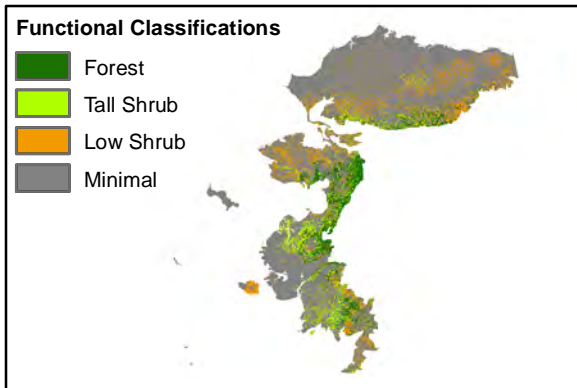 Functional Classifications
Forest
Tall Shrub
Low Shrub
Minimal